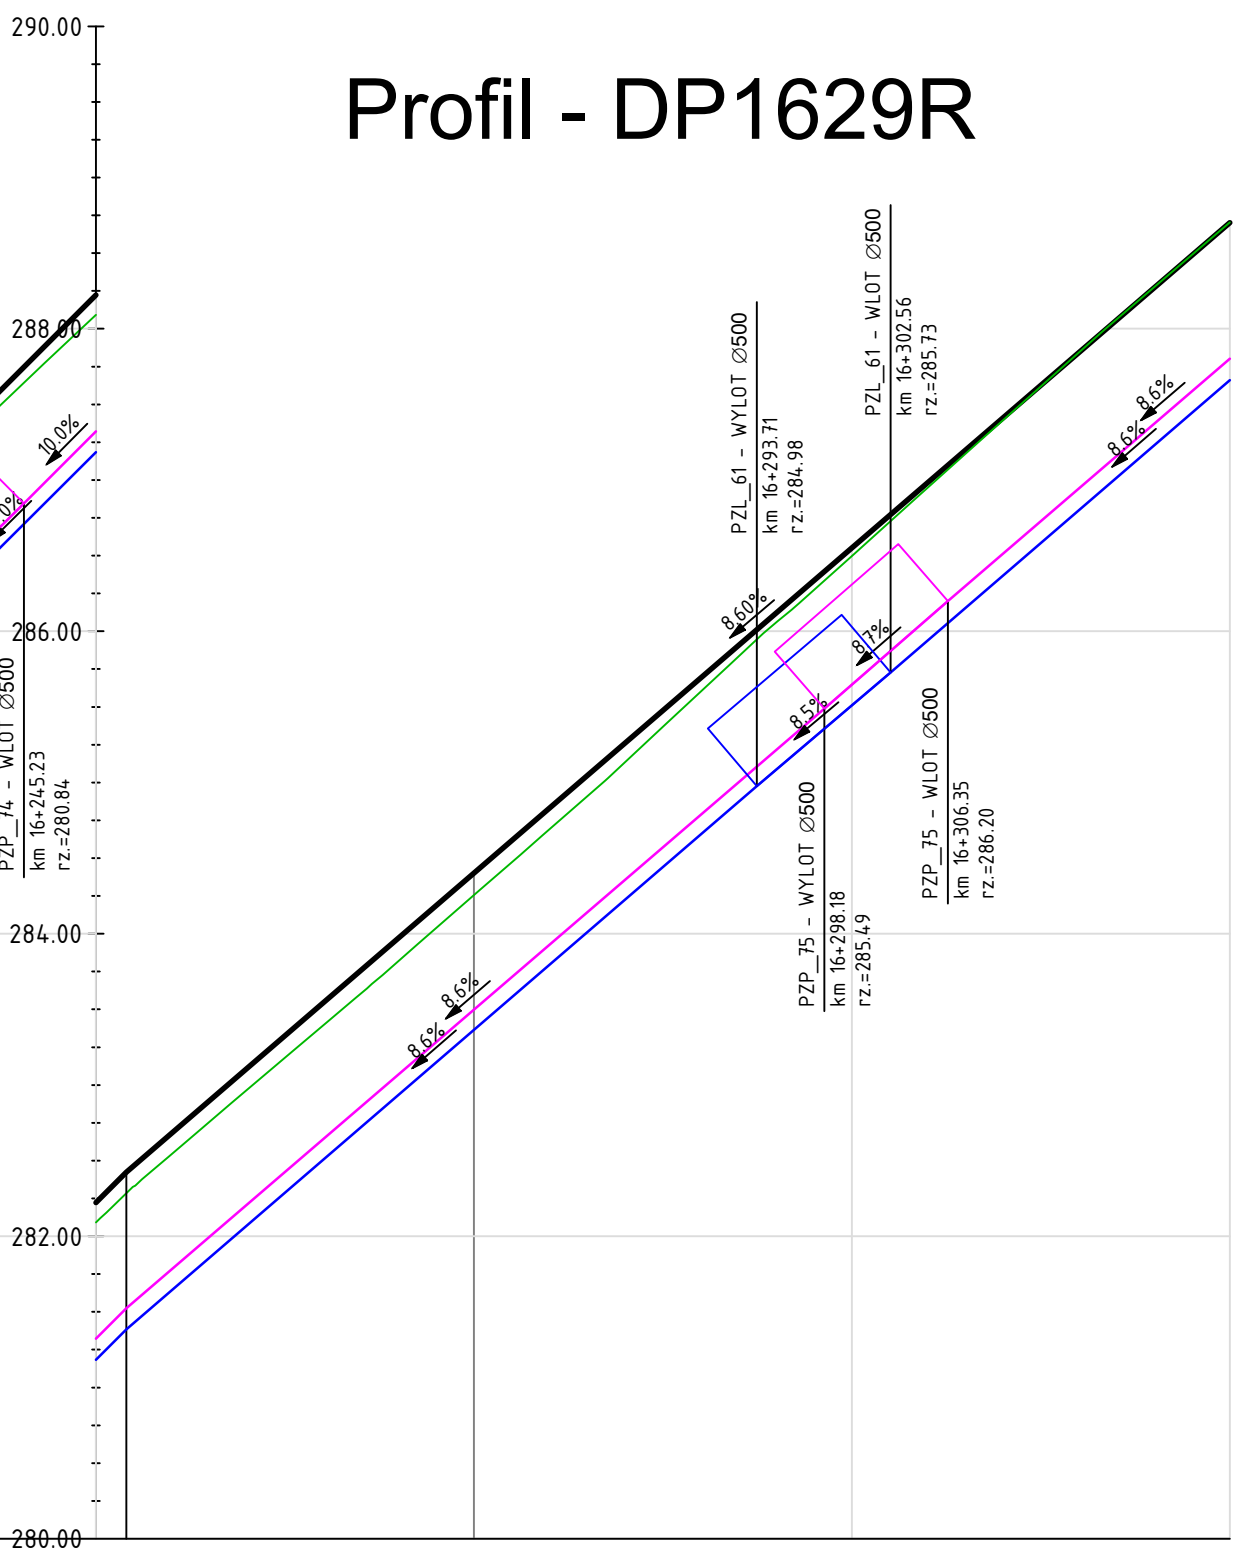 290.00
Profil - DP1629R
288.00
10.0%
PZL_61 - WLOT Ø500
km 16+302.56
rz.=285.73
PZL_61 - WYLOT Ø500
km 16+293.71
rz.=284.98
8.6%
8.6%
8.60%
286.00
8.7%
8.5%
PZP_74 - WLOT Ø500
km 16+245.23
rz.=280.84
PZP_75 - WLOT Ø500
km 16+306.35
rz.=286.20
PZP_75 - WYLOT Ø500
km 16+298.18
rz.=285.49
284.00
8.6%
8.6%
282.00
280.00